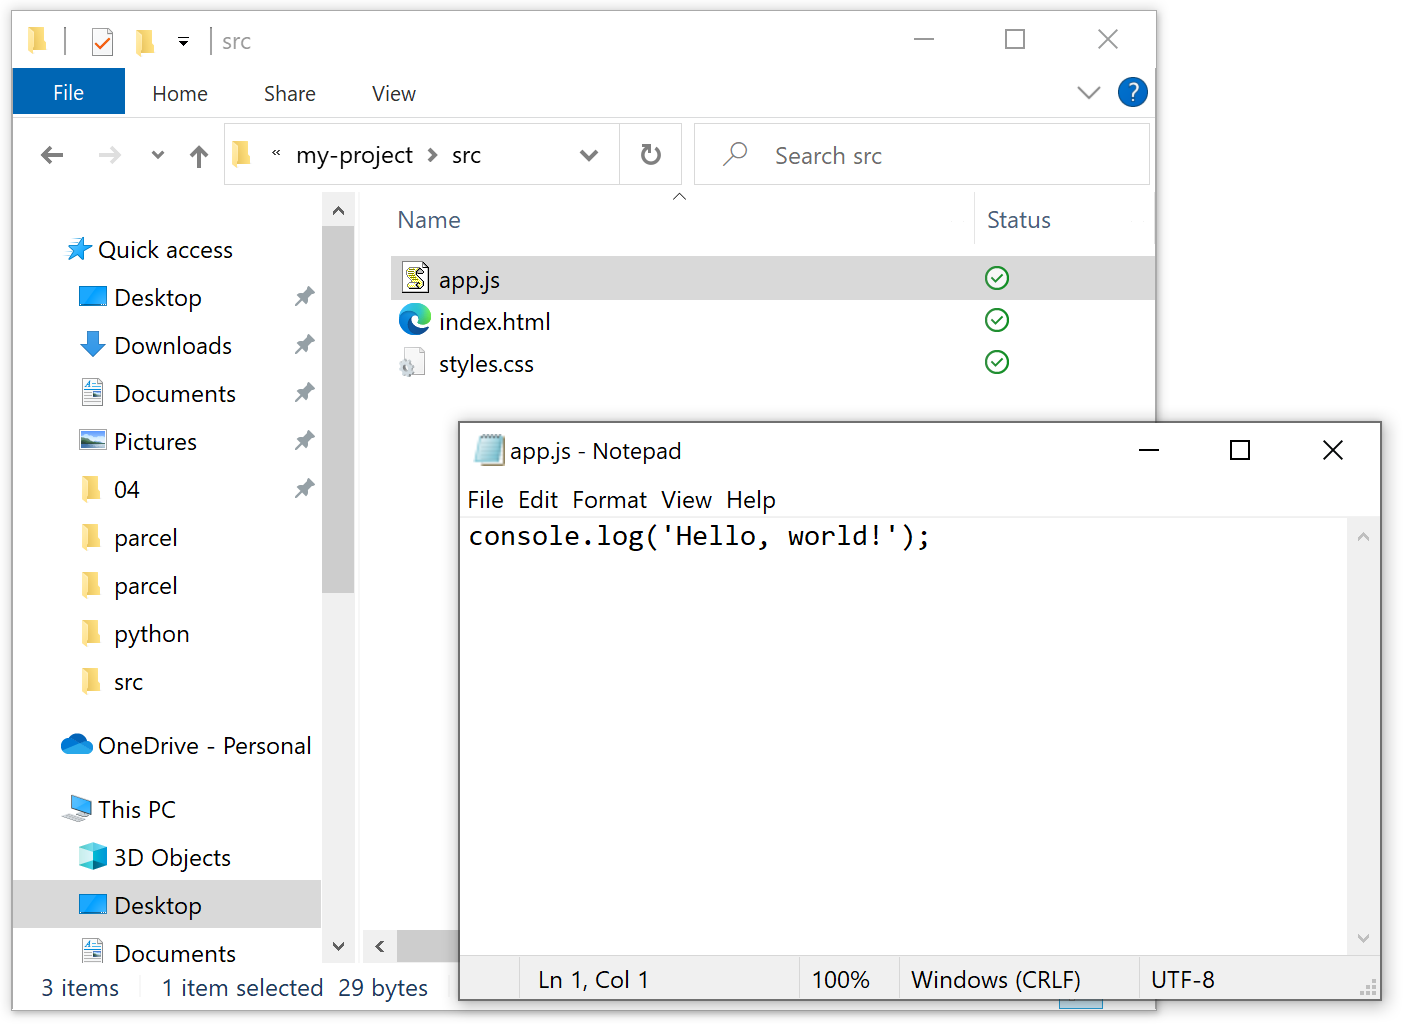 src
File Home Share View
?
« my-project > src
Search src
Name Status
Quick access
Desktop
Downloads
Documents
Pictures
04
parcel
parcel
python
src
OneDrive - Personal
This PC
3D Objects
Desktop
Documents
app.js
index.html
styles.css
3 items 1 item selected 29 bytes
app.js - Notepad
File Edit Format View Help
console.log('Hello, world!');
Ln 1, Col 1 100% Windows (CRLF) UTF-8